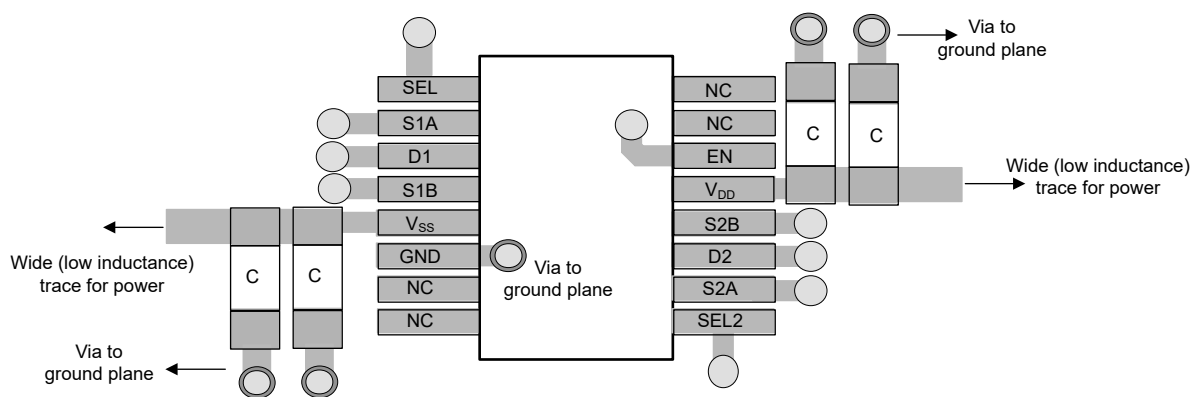 Via to
ground plane
SEL
NC
S1A
NC
D1
EN
C
C
S1B
VDD
Wide (low inductance)
trace for power
VSS
S2B
GND
D2
Wide (low inductance)
trace for power
C
C
Via to
ground plane
NC
S2A
NC
SEL2
Via to
ground plane